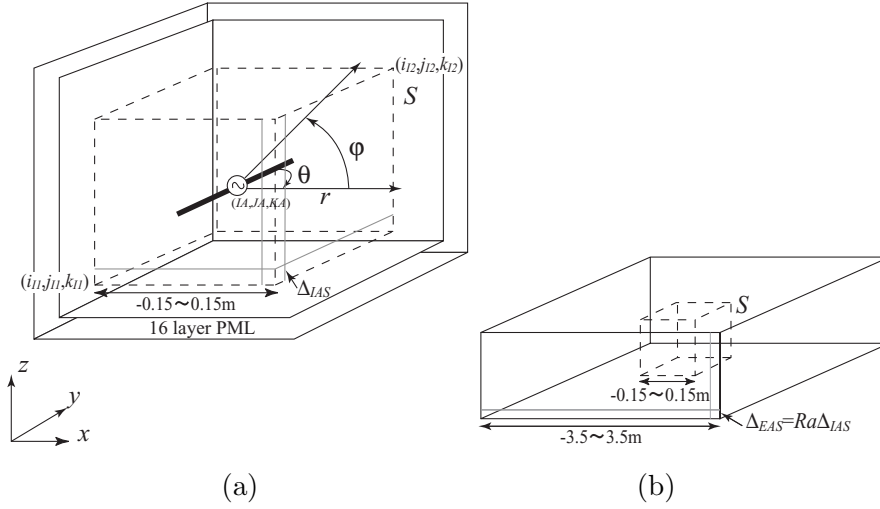 (i_{I2},j_{I2},k_{I2})
S
φ
θ
r
(IA,JA,KA)
(i_{I1},j_{I1},k_{I1})
Δ_{IAS}
-0.15~0.15m
16 layer PML
z
y
x
(a)
S
-0.15~0.15m
Δ_{EAS}=RaΔ_{IAS}
-3.5~3.5m
(b)